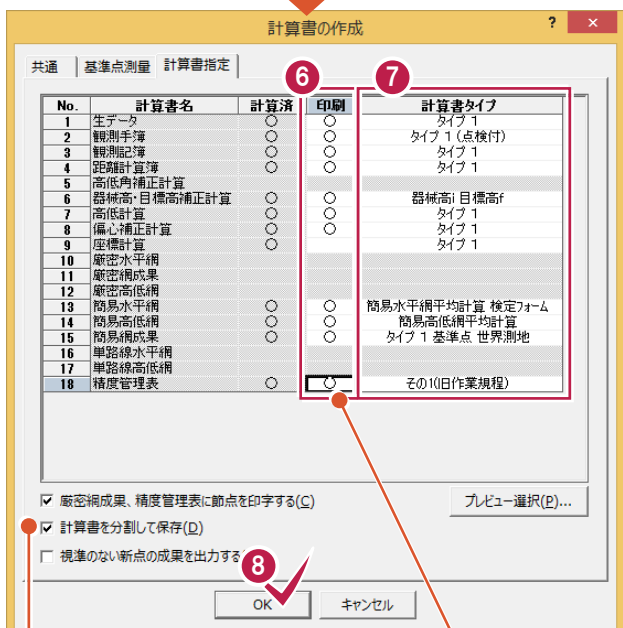 計算書の作成 ? ×
共通 基準点測量 計算書指定
6 7
No. 計算書名 計算済 印刷 計算書タイプ
1 生データ ○ ○ タイプ 1
2 観測手簿 ○ ○ タイプ 1 (点検付)
3 観測記簿 ○ ○ タイプ 1
4 距離計算簿 ○ ○ タイプ 1
5 高低角補正計算
6 器械高・目標高補正計算 ○ ○ 器械高i 目標高f
7 高低計算 ○ ○ タイプ 1
8 偏心補正計算 ○ ○ タイプ 1
9 座標計算 ○ タイプ 1
10 厳密水平網
11 厳密網成果
12 厳密高低網
13 簡易水平網 ○ ○ 簡易水平網平均計算 検定フォーム
14 簡易高低網 ○ ○ 簡易高低網平均計算
15 簡易網成果 ○ ○ タイプ 1 基準点 世界測地
16 単路線水平網
17 単路線高低網
18 精度管理表 ○ ○ その1(旧作業規程)
厳密網成果、精度管理表に節点を印字する(C) プレビュー選択(P)...
計算書を分割して保存(D)
視準のない新点の成果を出力する
8
OK キャンセル